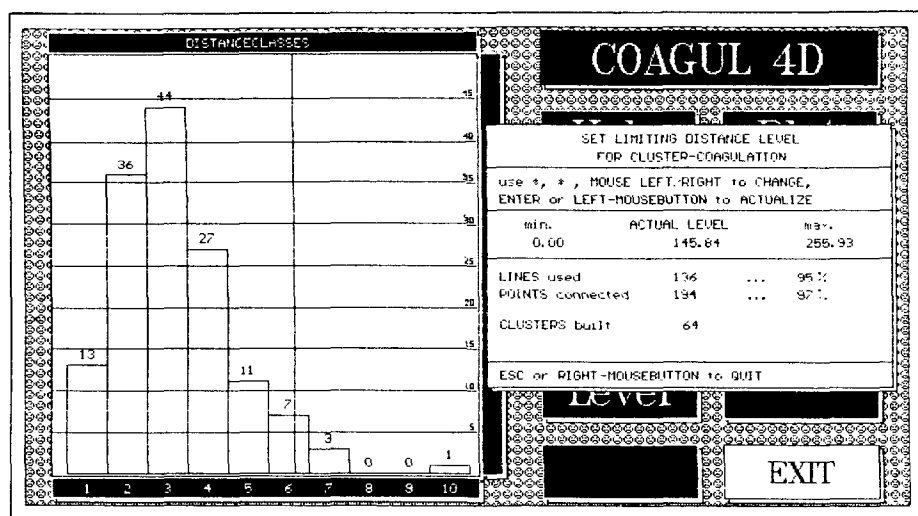 DISTANCECLASSES
45
40
35
30
25
20
15
10
5
13
36
44
27
11
7
3
0
0
1
1 2 3 4 5 6 7 8 9 10
COAGUL 4D
SET LIMITING DISTANCE LEVEL
FOR CLUSTER-COAGULATION
use *, * , MOUSE LEFT/RIGHT to CHANGE,
ENTER or LEFT-MOUSEBUTTON to ACTUALIZE
min. ACTUAL LEVEL max.
0.00 145.84 255.93
LINES used 136 ... 95%
POINTS connected 194 ... 97%
CLUSTERS built 64
ESC or RIGHT-MOUSEBUTTON to QUIT
Level
EXIT